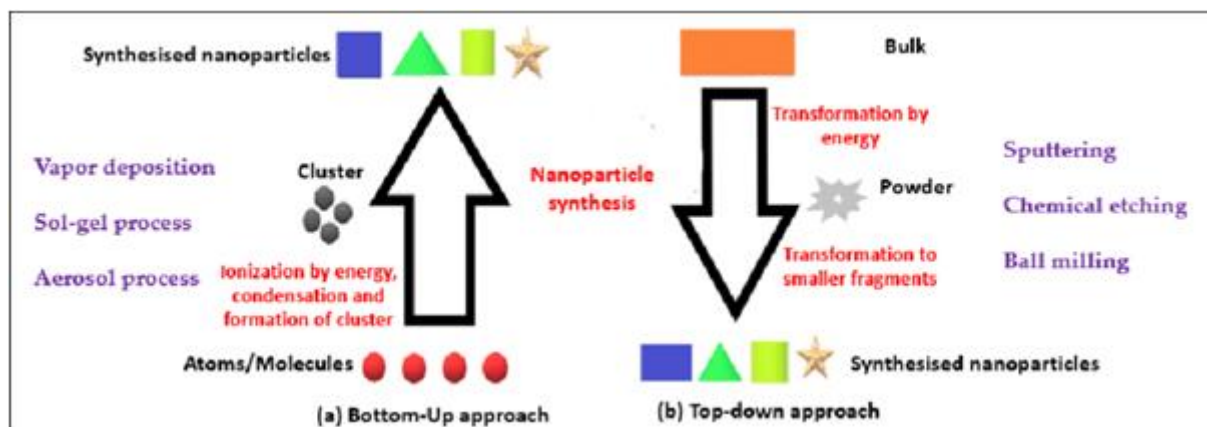 Synthesised nanoparticles
Bulk
Transformation by
energy
Vapor deposition
Cluster
Nanoparticle
synthesis
Powder
Sputtering
Sol-gel process
Chemical etching
Aerosol process
Ionization by energy,
condensation and
formation of cluster
Transformation to
smaller fragments
Ball milling
Atoms/Molecules
Synthesised nanoparticles
(a) Bottom-Up approach
(b) Top-down approach